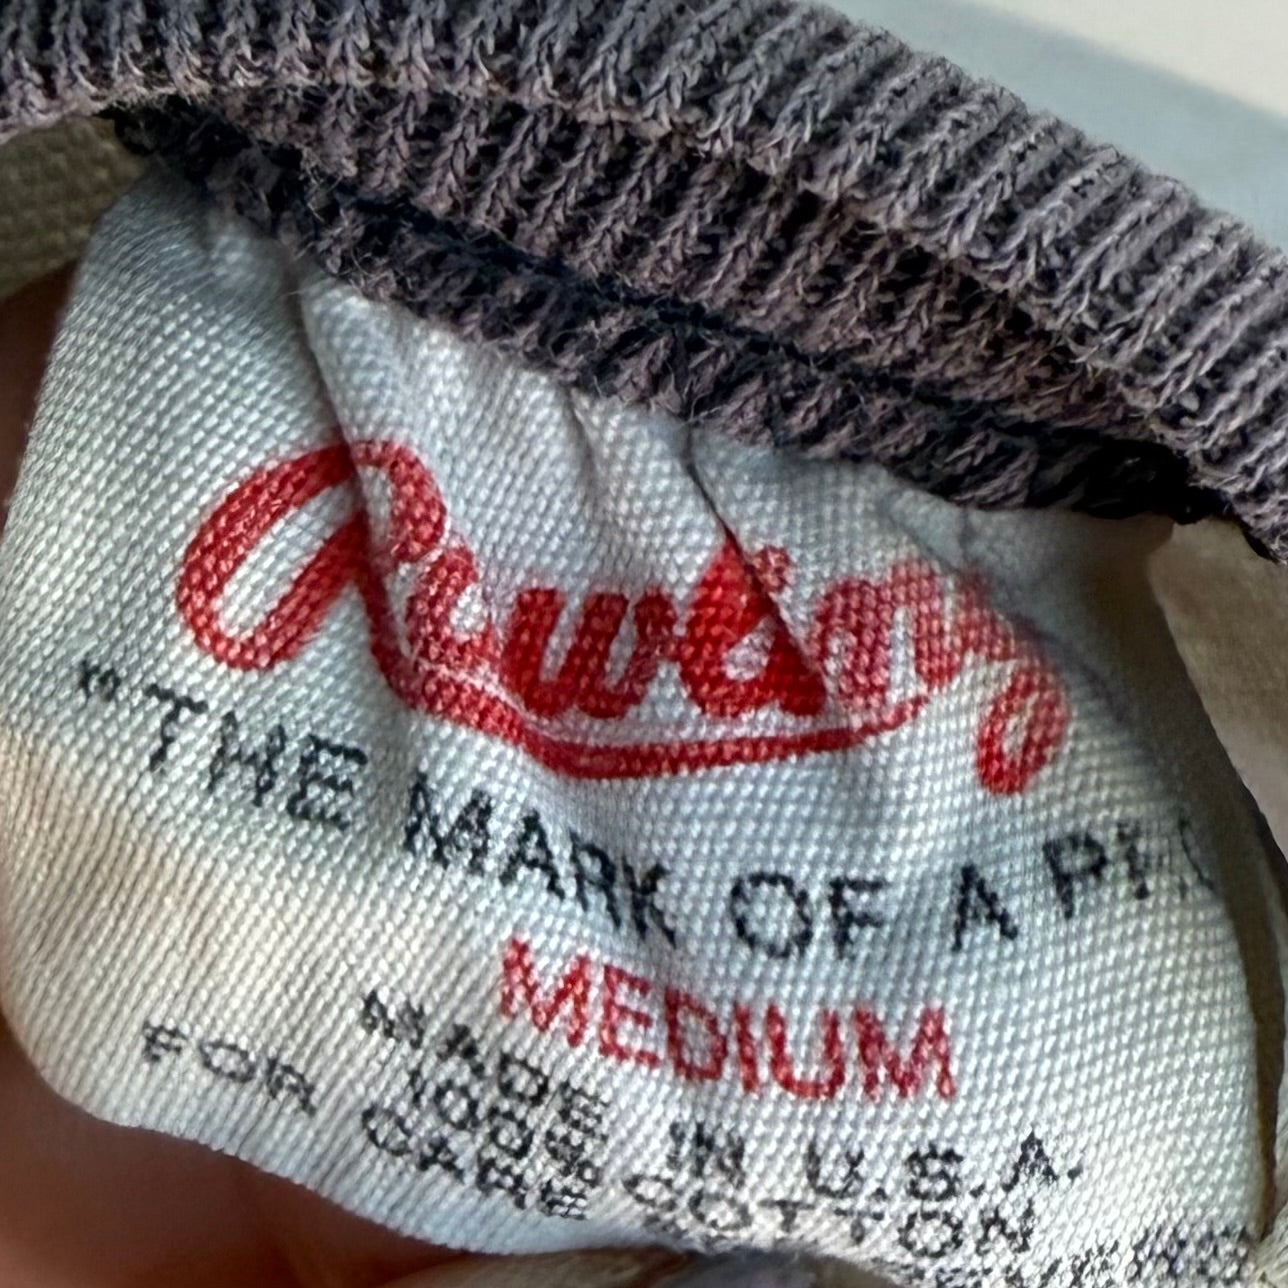 Rawlings
"THE MARK OF A
MEDIUM
MADE IN U.S.A.
100% COTTON
FOR CARE